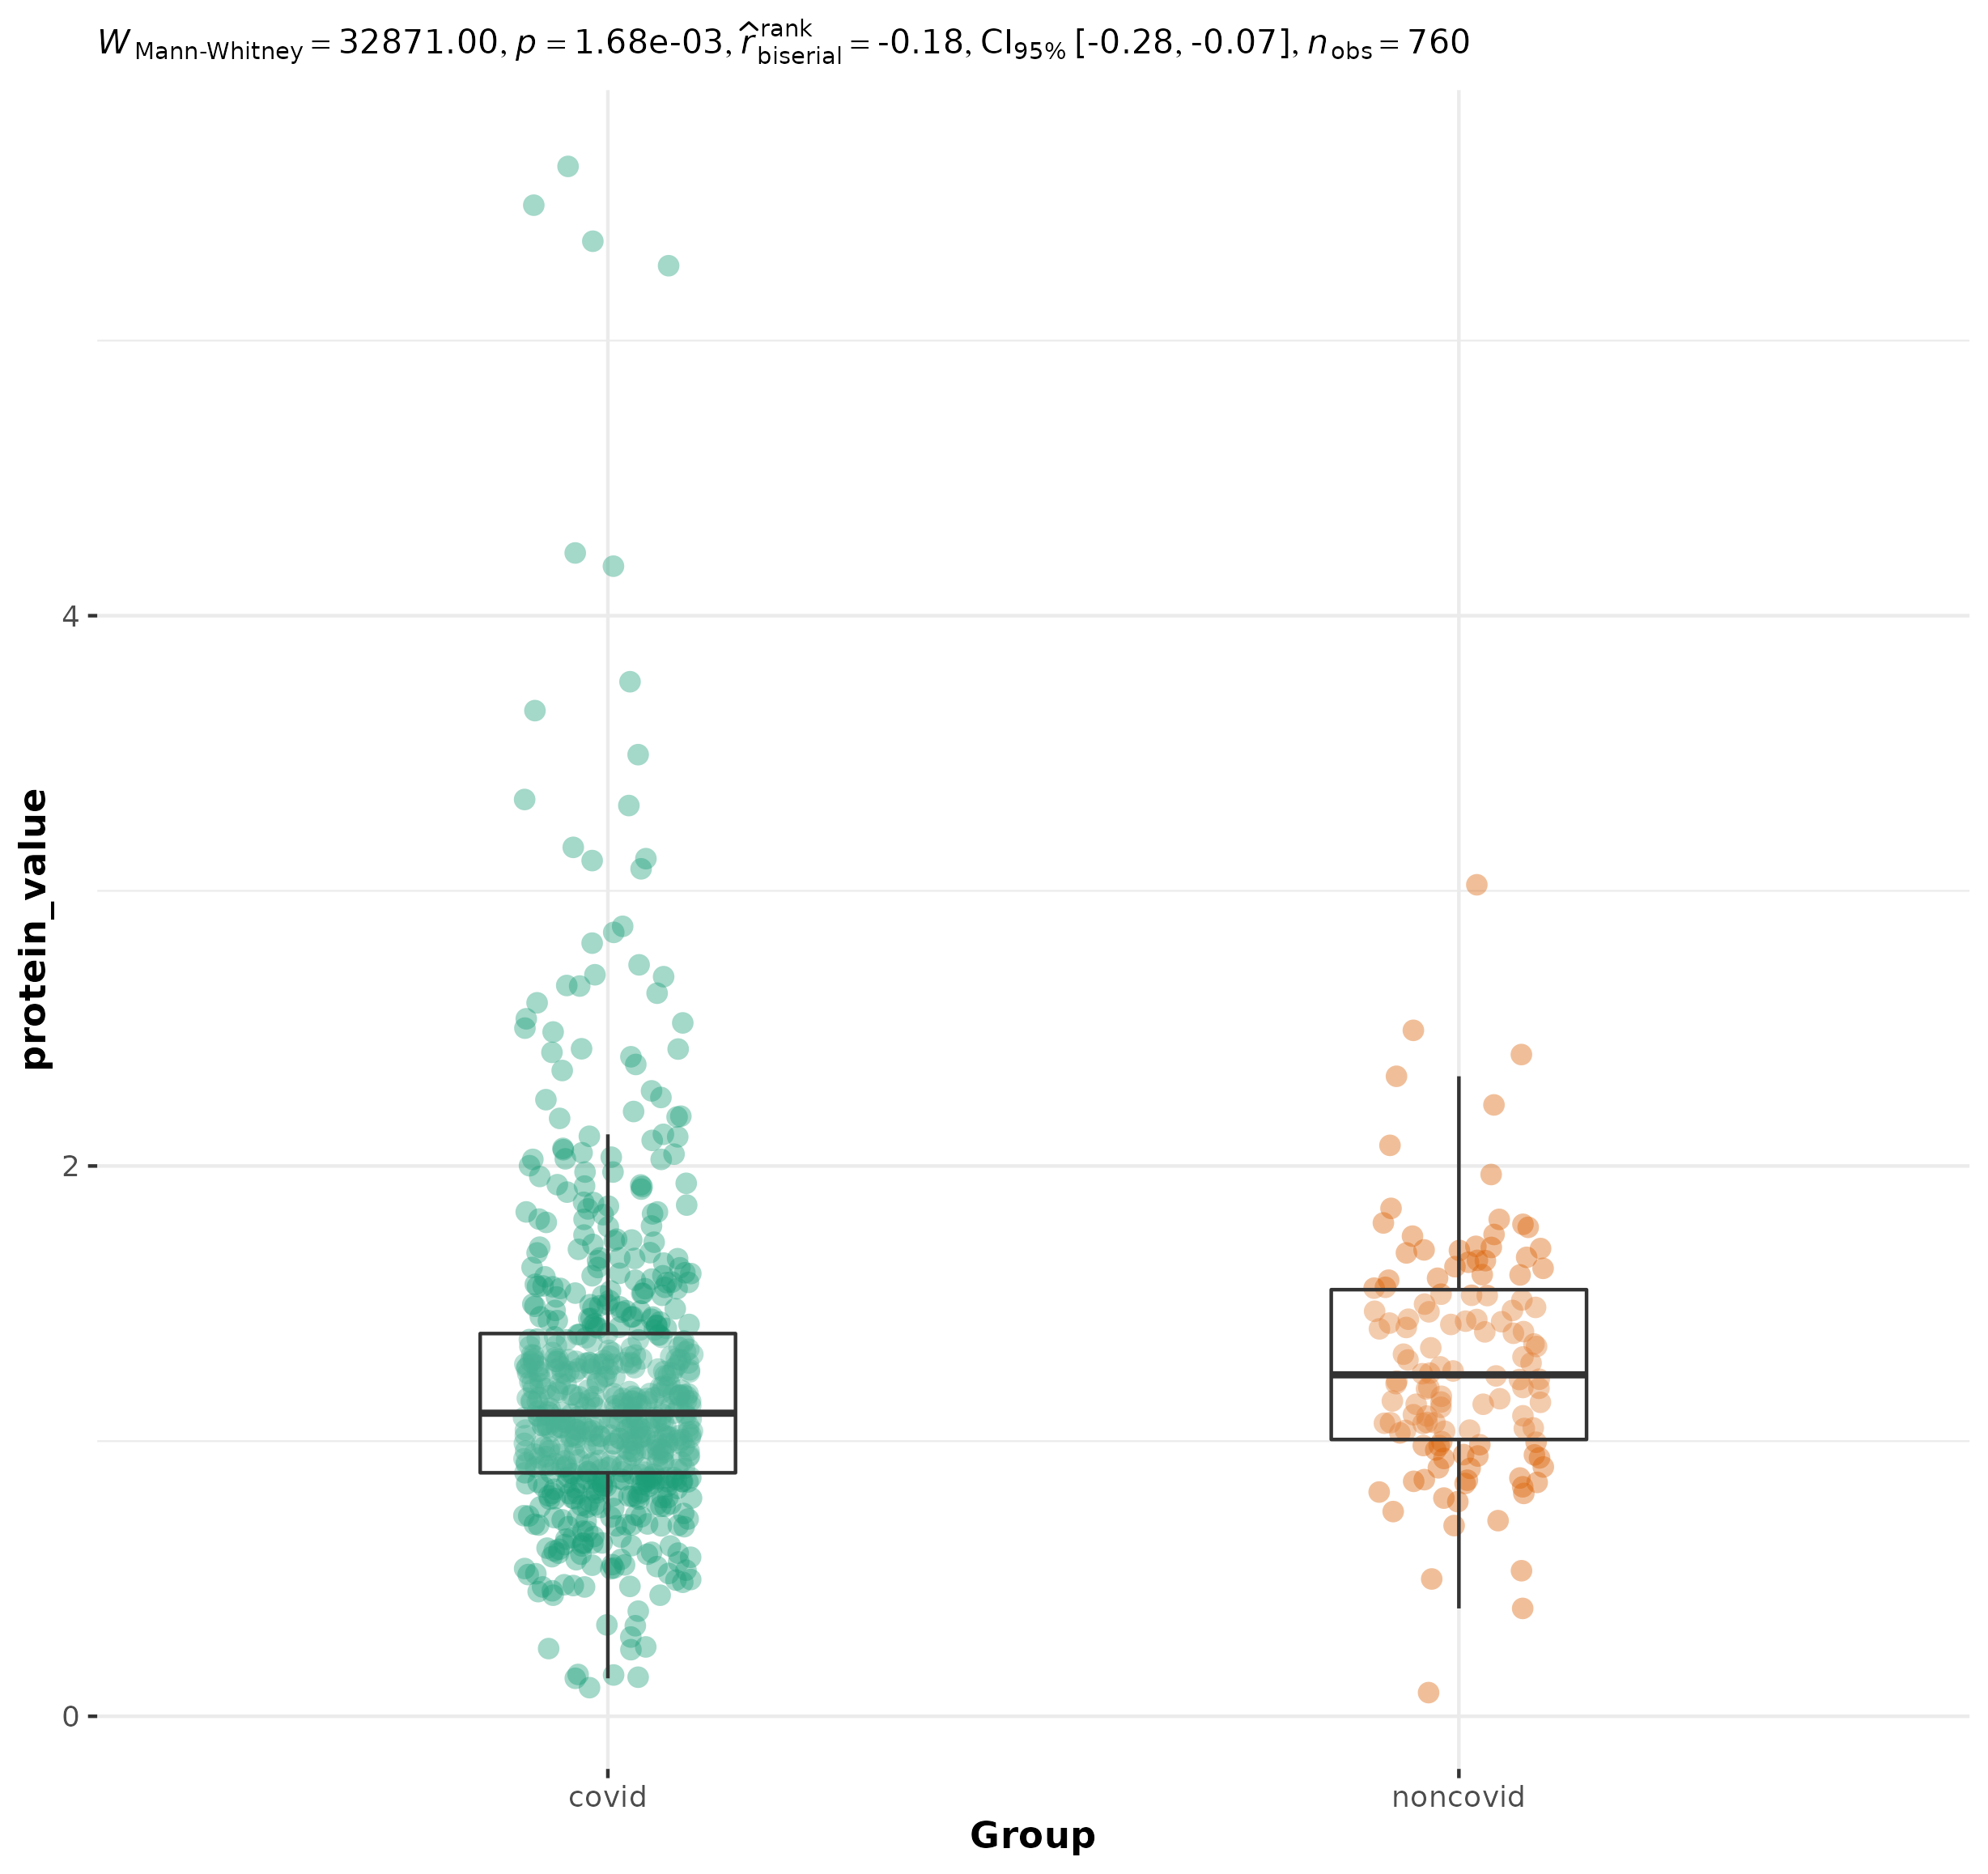 W Mann-Whitney = 32871.00, p = 1.68e-03, r̂ rank biserial = -0.18, CI95% [-0.28, -0.07], n obs = 760
protein_value
4
2
0
covid noncovid
Group